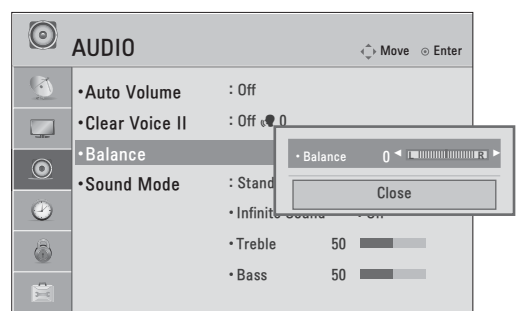 AUDIO
Move Enter
• Auto Volume : Off
• Clear Voice II : Off 0
• Balance
• Balance 0 L R
• Sound Mode : Stand
Close
• Infinite Sound :
• Treble 50
• Bass 50